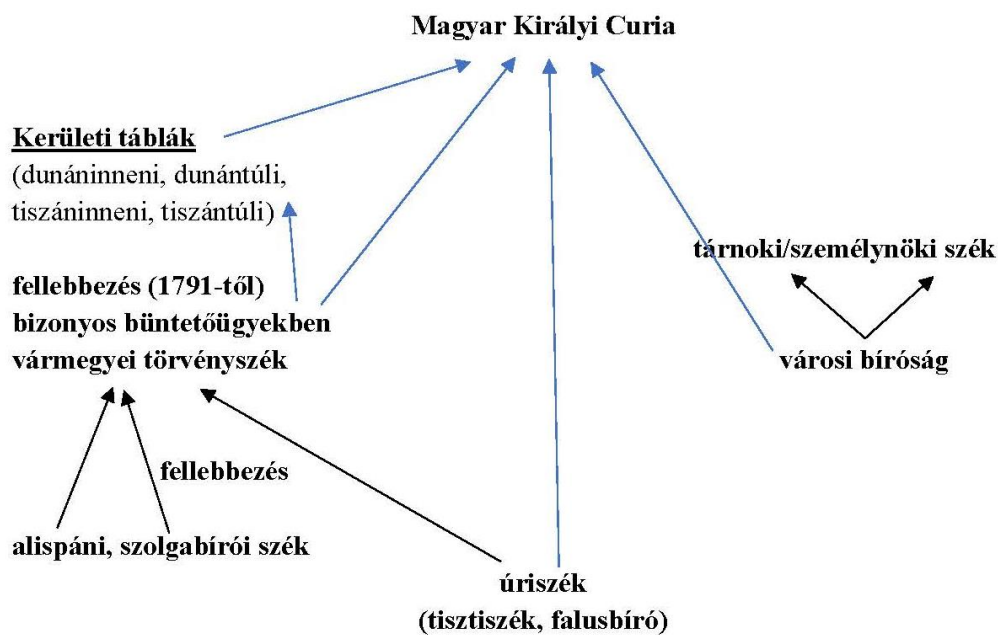 Magyar Királyi Curia
Kerületi táblák
(dunáninneni, dunántúli,
tiszáninneni, tiszántúli)
tárnoki/személynöki szék
fellebbezés (1791-től)
bizonyos büntetőügyekben
vármegyei törvényszék
városi bíróság
fellebbezés
alispáni, szolgabírói szék
úriszék
(tisztiszék, falusbíró)